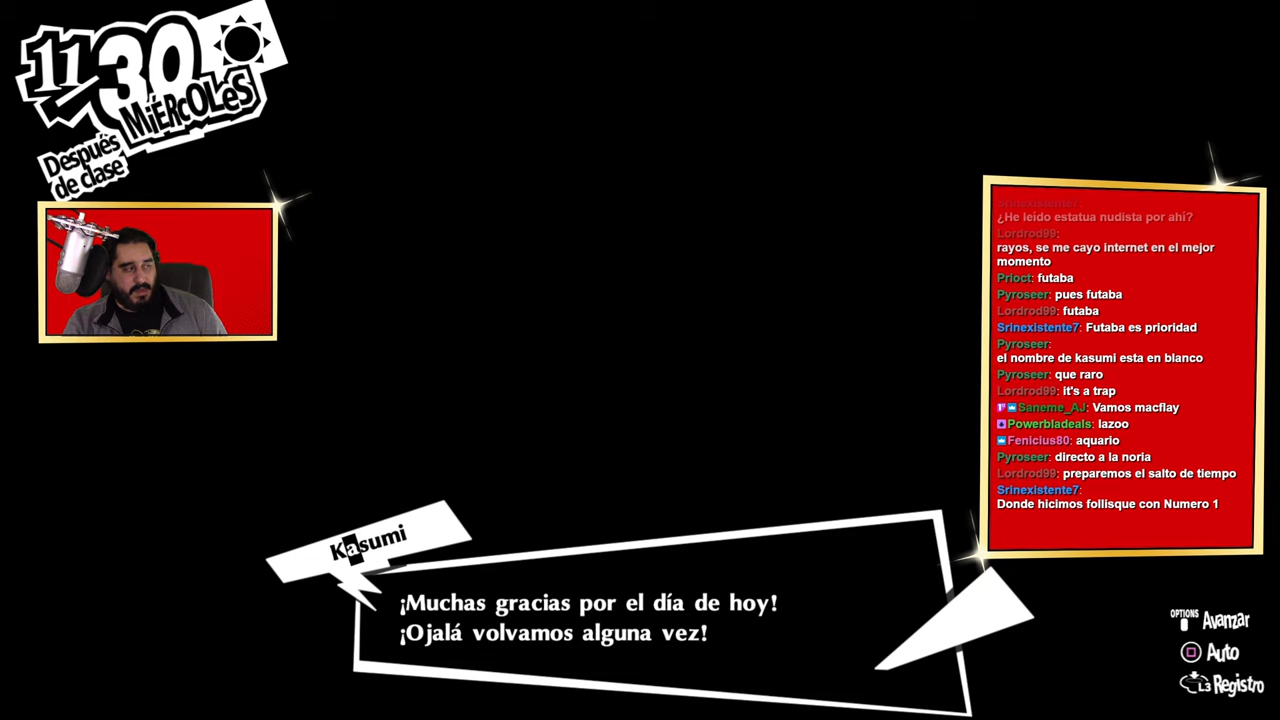 11 30
MiÉRCOLeS
Después
de clase
Srinexistente7:
¿He leído estatua nudista por ahí?
Lordrod99:
rayos, se me cayo internet en el mejor
momento
Prioct: futaba
Pyroseer: pues futaba
Lordrod99: futaba
Srinexistente7: Futaba es prioridad
Pyroseer:
el nombre de kasumi esta en blanco
Pyroseer: que raro
Lordrod99: it's a trap
Saneme_AJ: Vamos macflay
Powerbladeals: lazoo
Fenicius80: aquario
Pyroseer: directo a la noria
Lordrod99: preparemos el salto de tiempo
Srinexistente7:
Donde hicimos follisque con Numero 1
Kasumi
¡Muchas gracias por el día de hoy!
¡Ojalá volvamos alguna vez!
OPTIONS Avanzar
Auto
L3 Registro